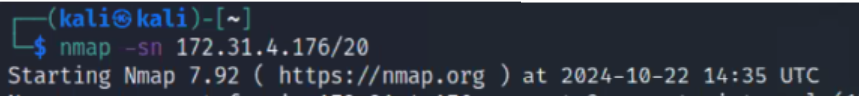 ┌──(kali㉿kali)-[~]
└─$ nmap -sn 172.31.4.176/20
Starting Nmap 7.92 ( https://nmap.org ) at 2024-10-22 14:35 UTC